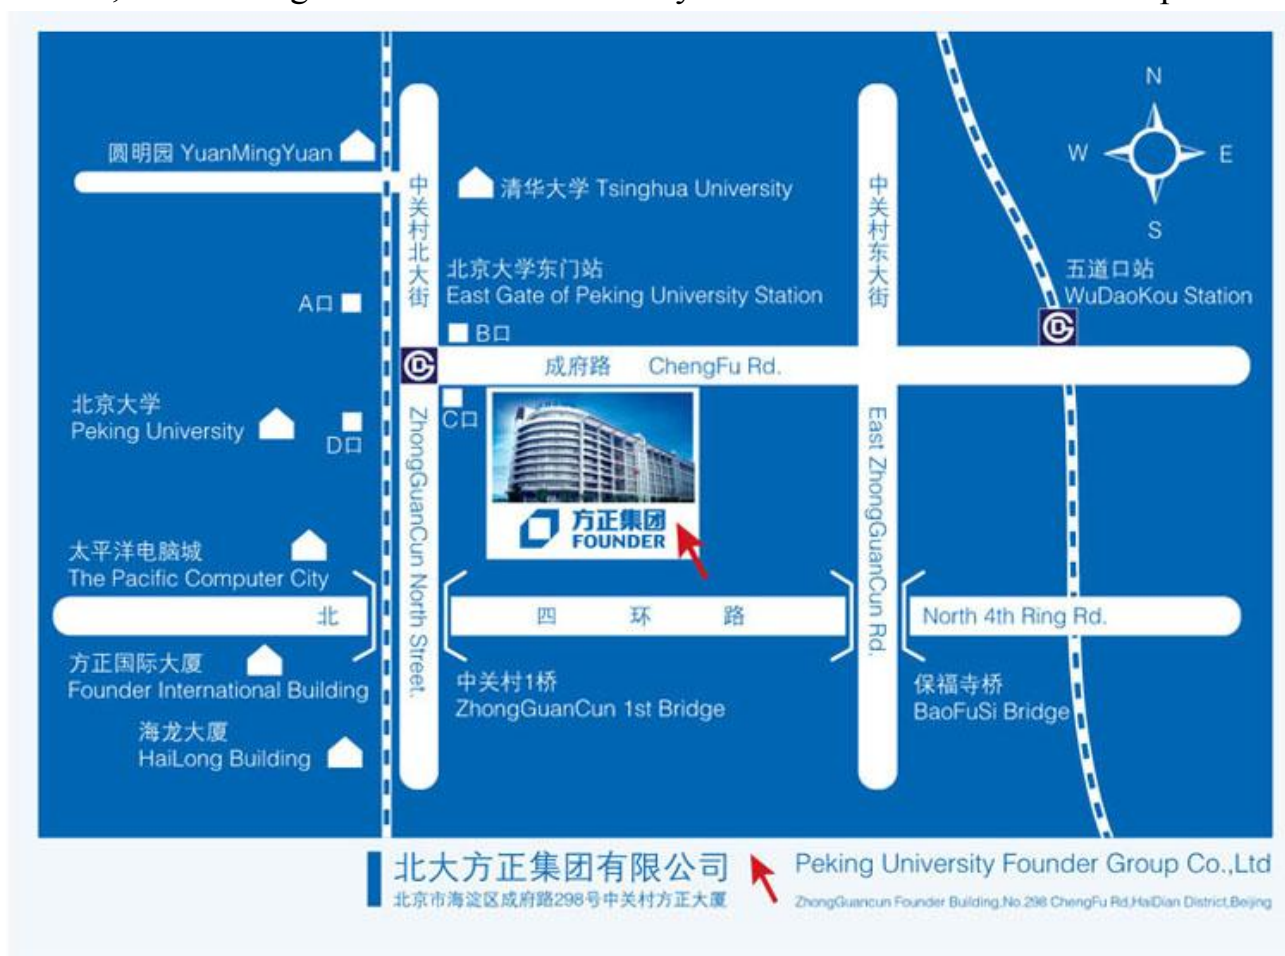 N
圆明园 YuanMingYuan
W
E
清华大学 Tsinghua University
中关村北大街
中关村东大街
S
北京大学东门站
East Gate of Peking University Station
五道口站
WuDaoKou Station
A口
B口
成府路 ChengFu Rd.
北京大学
Peking University
C口
D口
ZhongGuanCun North Street.
East ZhongGuanCun Rd.
方正集团
FOUNDER
太平洋电脑城
The Pacific Computer City
北 四 环 路 North 4th Ring Rd.
方正国际大厦
Founder International Building
中关村1桥
ZhongGuanCun 1st Bridge
保福寺桥
BaoFuSi Bridge
海龙大厦
HaiLong Building
北大方正集团有限公司
北京市海淀区成府路298号中关村方正大厦
Peking University Founder Group Co.,Ltd
ZhongGuancun Founder Building,No.298 ChengFu Rd,HaiDian District,Beijing